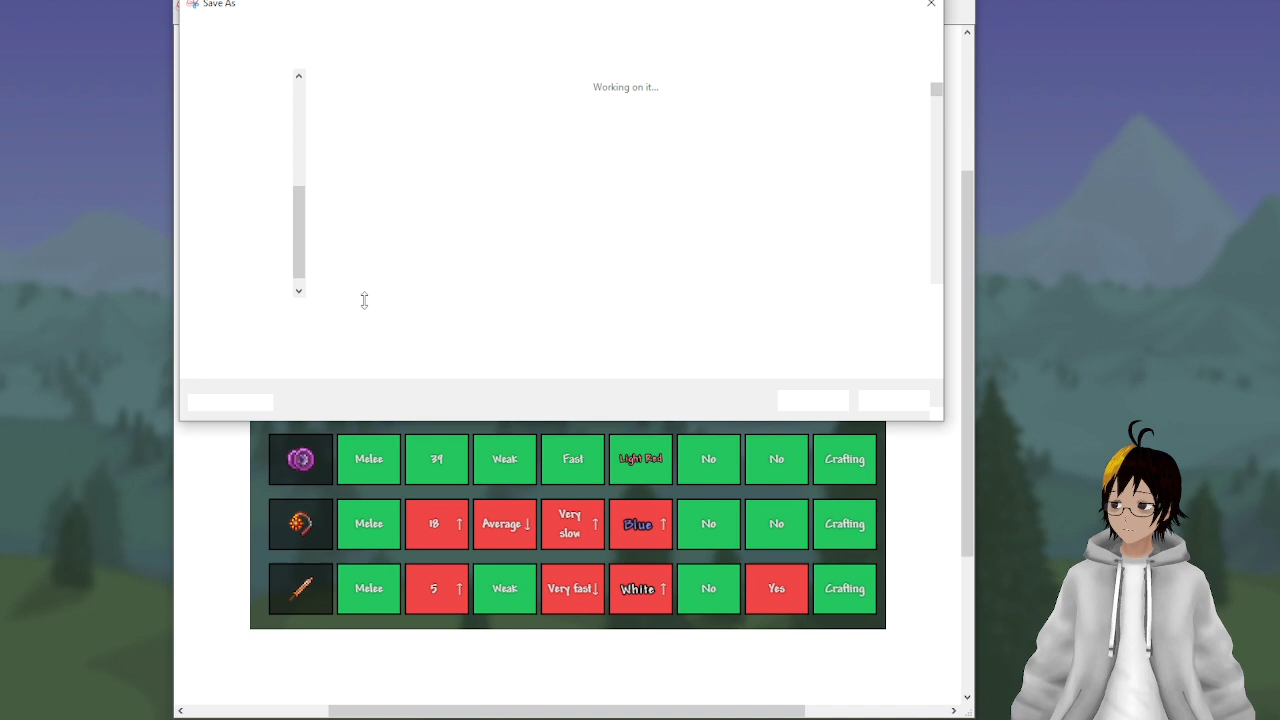 Save As
Working on it...
Melee 39 Weak Fast Light Red No No Crafting
Melee 18 ↑ Average ↓ Very slow ↑ Blue ↑ No No Crafting
Melee 5 ↑ Weak Very fast ↓ White ↑ No Yes Crafting